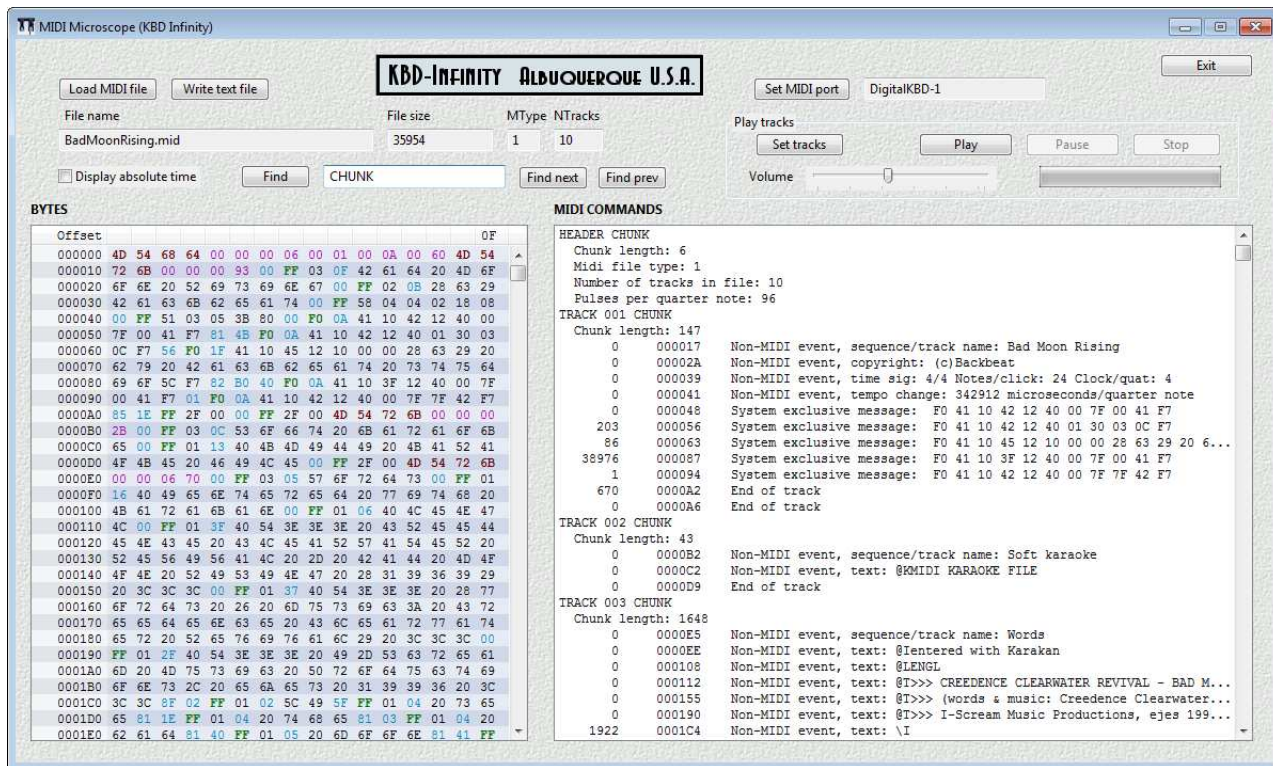 MIDI Microscope (KBD Infinity)
KBD-Infinity Albuquerque U.S.A.
Exit
Load MIDI file Write text file
Set MIDI port DigitalKBD-1
File name File size MType NTracks
Play tracks
BadMoonRising.mid 35954 1 10
Set tracks Play Pause Stop
Display absolute time Find CHUNK Find next Find prev
Volume
BYTES
Offset 0F
000000 4D 54 68 64 00 00 00 06 00 01 00 0A 00 60 4D 54
000010 72 6B 00 00 00 93 00 FF 03 0F 42 61 64 20 4D 6F
000020 6F 6E 20 52 69 73 69 6E 67 00 FF 02 0B 28 63 29
000030 42 61 63 6B 62 65 61 74 00 FF 58 04 04 02 18 08
000040 00 FF 51 03 05 3B 80 00 F0 0A 41 10 42 12 40 00
000050 7F 00 41 F7 81 4B F0 0A 41 10 42 12 40 01 30 03
000060 0C F7 56 F0 1F 41 10 45 12 10 00 00 28 63 29 20
000070 62 79 20 42 61 63 6B 62 65 61 74 20 73 74 75 64
000080 69 6F 5C F7 82 B0 40 F0 0A 41 10 3F 12 40 00 7F
000090 00 41 F7 01 F0 0A 41 10 42 12 40 00 7F 7F 42 F7
0000A0 85 1E FF 2F 00 00 FF 2F 00 4D 54 72 6B 00 00 00
0000B0 2B 00 FF 03 0C 53 6F 66 74 20 6B 61 72 61 6F 6B
0000C0 65 00 FF 01 13 40 4B 4D 49 44 49 20 4B 41 52 41
0000D0 4F 4B 45 20 46 49 4C 45 00 FF 2F 00 4D 54 72 6B
0000E0 00 00 06 70 00 FF 03 05 57 6F 72 64 73 00 FF 01
0000F0 16 40 49 65 6E 74 65 72 65 64 20 77 69 74 68 20
000100 4B 61 72 61 6B 61 6E 00 FF 01 06 40 4C 45 4E 47
000110 4C 00 FF 01 3F 40 54 3E 3E 3E 20 43 52 45 45 44
000120 45 4E 43 45 20 43 4C 45 41 52 57 41 54 45 52 20
000130 52 45 56 49 56 41 4C 20 2D 20 42 41 44 20 4D 4F
000140 4F 4E 20 52 49 53 49 4E 47 20 28 31 39 36 39 29
000150 20 3C 3C 3C 00 FF 01 37 40 54 3E 3E 3E 20 28 77
000160 6F 72 64 73 20 26 20 6D 75 73 69 63 3A 20 43 72
000170 65 65 64 65 6E 63 65 20 43 6C 65 61 72 77 61 74
000180 65 72 20 52 65 76 69 76 61 6C 29 20 3C 3C 3C 00
000190 FF 01 2F 40 54 3E 3E 3E 20 49 2D 53 63 72 65 61
0001A0 6D 20 4D 75 73 69 63 20 50 72 6F 64 75 63 74 69
0001B0 6F 6E 73 2C 20 65 6A 65 73 20 31 39 39 36 20 3C
0001C0 3C 3C 8F 02 FF 01 02 5C 49 5F FF 01 04 20 73 65
0001D0 65 81 1E FF 01 04 20 74 68 65 81 03 FF 01 04 20
0001E0 62 61 64 81 40 FF 01 05 20 6D 6F 6F 6E 81 41 FF
MIDI COMMANDS
HEADER CHUNK
Chunk length: 6
Midi file type: 1
Number of tracks in file: 10
Pulses per quarter note: 96
TRACK 001 CHUNK
Chunk length: 147
0 000017 Non-MIDI event, sequence/track name: Bad Moon Rising
0 00002A Non-MIDI event, copyright: (c)Backbeat
0 000039 Non-MIDI event, time sig: 4/4 Notes/click: 24 Clock/quat: 4
0 000041 Non-MIDI event, tempo change: 342912 microseconds/quarter note
0 000048 System exclusive message: F0 41 10 42 12 40 00 7F 00 41 F7
203 000056 System exclusive message: F0 41 10 42 12 40 01 30 03 0C F7
86 000063 System exclusive message: F0 41 10 45 12 10 00 00 28 63 29 20 6...
38976 000087 System exclusive message: F0 41 10 3F 12 40 00 7F 00 41 F7
1 000094 System exclusive message: F0 41 10 42 12 40 00 7F 7F 42 F7
670 0000A2 End of track
0 0000A6 End of track
TRACK 002 CHUNK
Chunk length: 43
0 0000B2 Non-MIDI event, sequence/track name: Soft karaoke
0 0000C2 Non-MIDI event, text: @KMIDI KARAOKE FILE
0 0000D9 End of track
TRACK 003 CHUNK
Chunk length: 1648
0 0000E5 Non-MIDI event, sequence/track name: Words
0 0000EE Non-MIDI event, text: @Ientered with Karakan
0 000108 Non-MIDI event, text: @LENGL
0 000112 Non-MIDI event, text: @T>>> CREEDENCE CLEARWATER REVIVAL - BAD M...
0 000155 Non-MIDI event, text: @T>>> (words & music: Creedence Clearwater...
0 000190 Non-MIDI event, text: @T>>> I-Scream Music Productions, ejes 199...
1922 0001C4 Non-MIDI event, text: \I